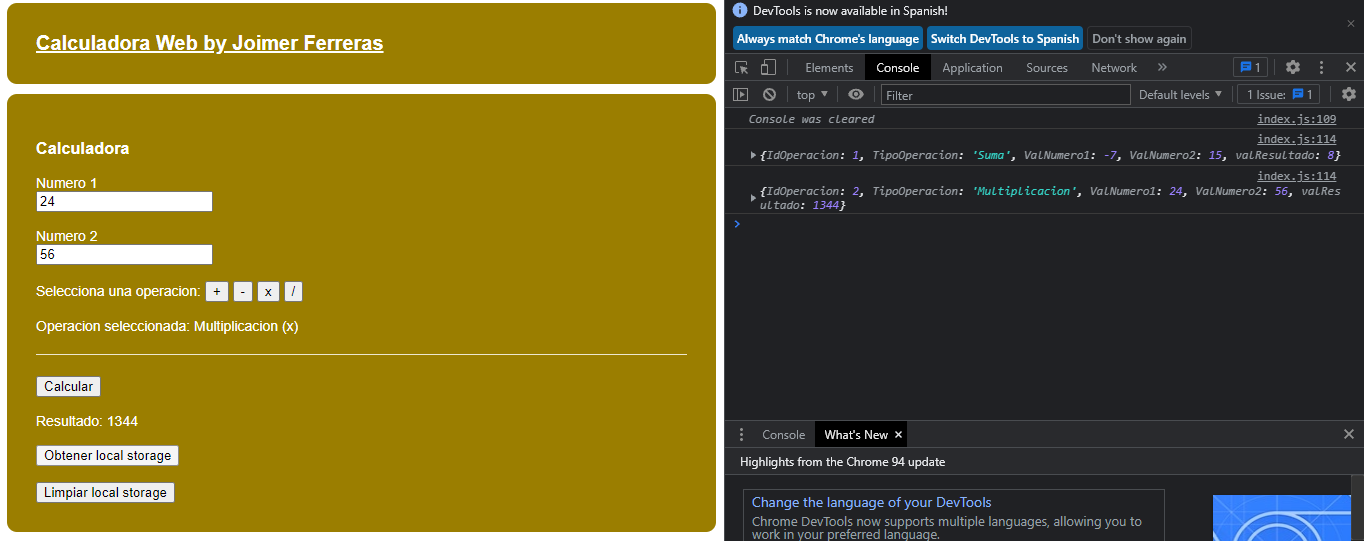 Calculadora Web by Joimer Ferreras
Calculadora
Numero 1
24
Numero 2
56
Selecciona una operacion: + - x /
Operacion seleccionada: Multiplicacion (x)
Calcular
Resultado: 1344
Obtener local storage
Limpiar local storage
DevTools is now available in Spanish!
Always match Chrome's language Switch DevTools to Spanish Don't show again
Elements Console Application Sources Network » 1
top Filter Default levels 1 Issue: 1
Console was cleared index.js:109
index.js:114
{IdOperacion: 1, TipoOperacion: 'Suma', ValNumero1: -7, ValNumero2: 15, valResultado: 8}
index.js:114
{IdOperacion: 2, TipoOperacion: 'Multiplicacion', ValNumero1: 24, ValNumero2: 56, valRes
ultado: 1344}
Console What's New
Highlights from the Chrome 94 update
Change the language of your DevTools
Chrome DevTools now supports multiple languages, allowing you to
work in your preferred language.